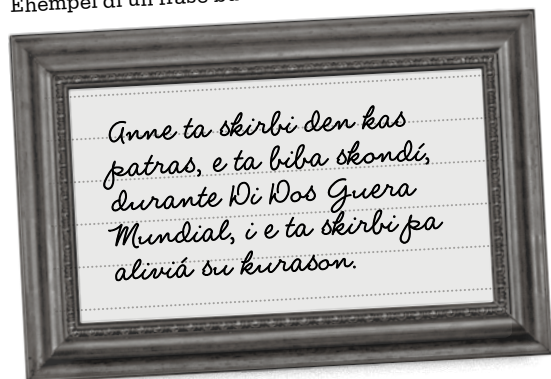 Ehempel di un frase
Anne ta skirbi den kas
patras, e ta biba skondí,
durante Di Dos Guera
Mundial, i e ta skirbi pa
aliviá su kurason.